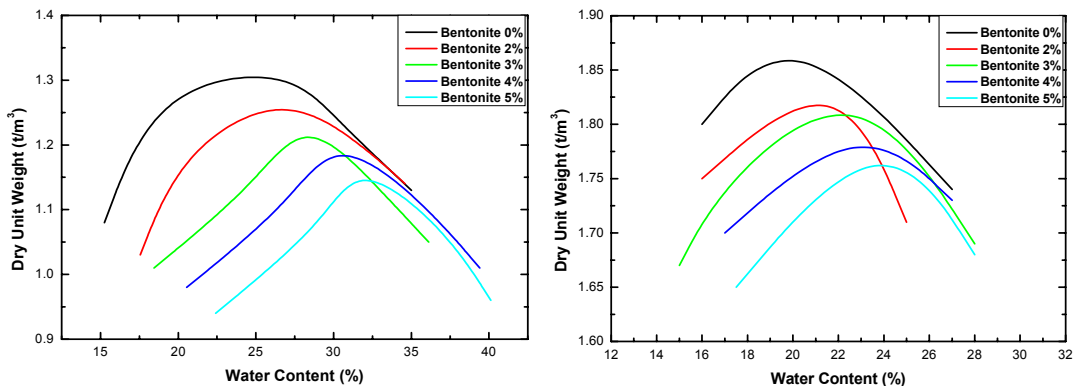 1.4
1.3
1.2
1.1
1.0
0.9
Dry Unit Weight (t/m³)
15 20 25 30 35 40
Water Content (%)
Bentonite 0%
Bentonite 2%
Bentonite 3%
Bentonite 4%
Bentonite 5%
1.90
1.85
1.80
1.75
1.70
1.65
1.60
Dry Unit Weight (t/m³)
12 14 16 18 20 22 24 26 28 30 32
Water Content (%)
Bentonite 0%
Bentonite 2%
Bentonite 3%
Bentonite 4%
Bentonite 5%